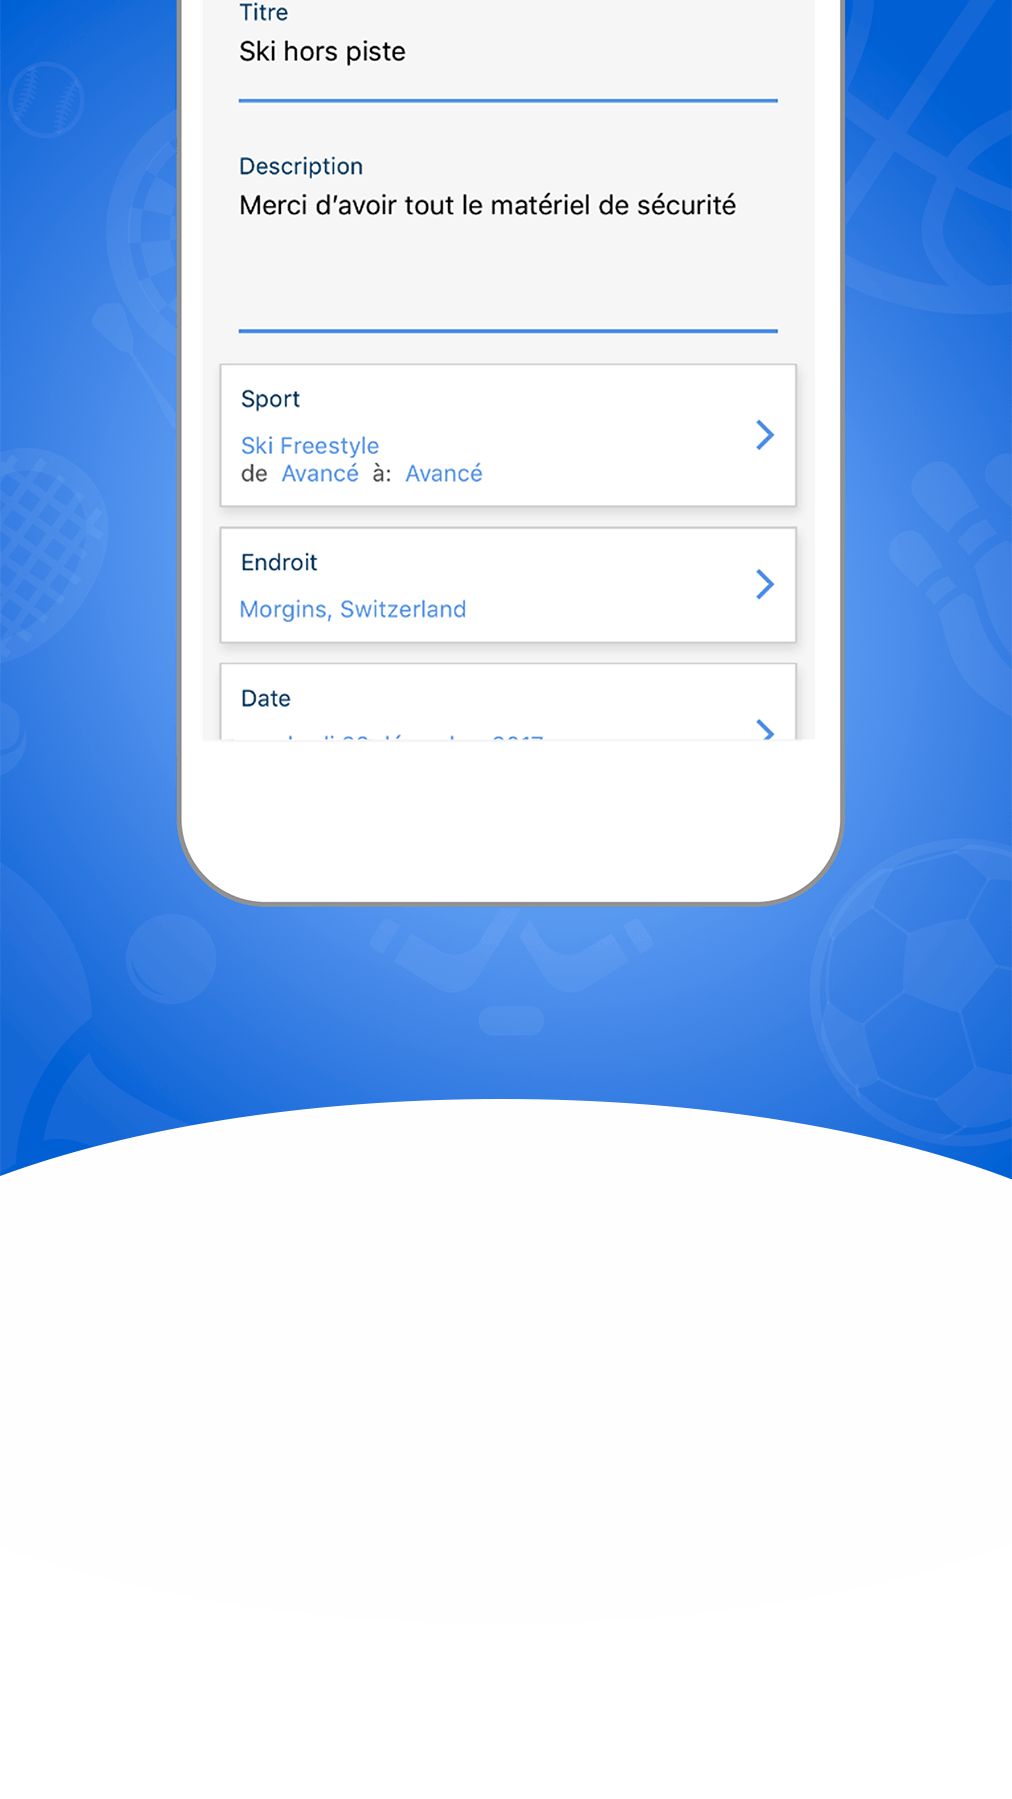 Titre
Ski hors piste
Description
Merci d’avoir tout le matériel de sécurité
Sport
Ski Freestyle
de Avancé à: Avancé
Endroit
Morgins, Switzerland
Date